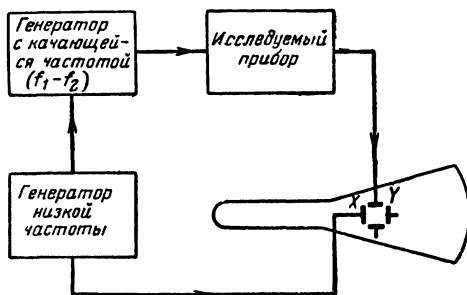 Генератор
с качающей-
ся частотой
(f₁-f₂)
Исследуемый
прибор
Генератор
низкой
частоты
X
Y